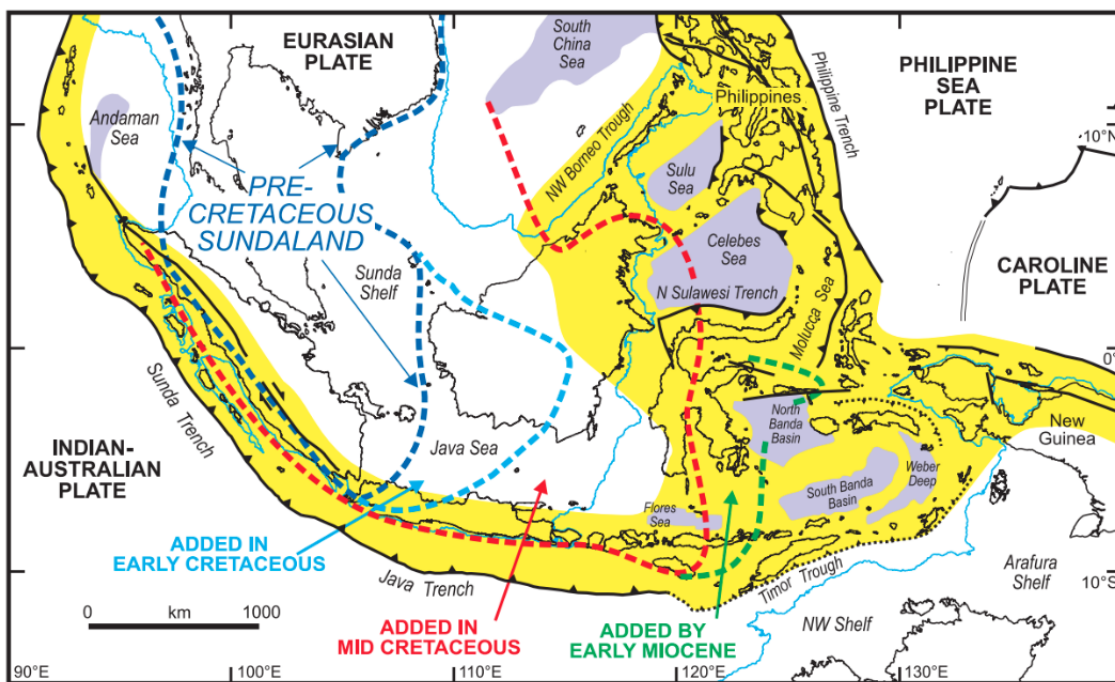 EURASIAN
PLATE
South
China
Sea
Philippine Trench
PHILIPPINE
SEA
PLATE
Andaman
Sea
Philippines
10°N
NW Borneo Trough
PRE-
CRETACEOUS
SUNDALAND
Sulu
Sea
Celebes
Sea
Sunda
Shelf
N Sulawesi Trench
Molucca Sea
CAROLINE
PLATE
0°
Sunda Trench
INDIAN-
AUSTRALIAN
PLATE
Java Sea
North
Banda
Basin
New
Guinea
Weber
Deep
South Banda
Basin
Flores
Sea
ADDED IN
EARLY CRETACEOUS
Java Trench
Timor Trough
Arafura
Shelf
10°S
0 km 1000
ADDED IN
MID CRETACEOUS
ADDED BY
EARLY MIOCENE
NW Shelf
90°E 100°E 110°E 120°E 130°E